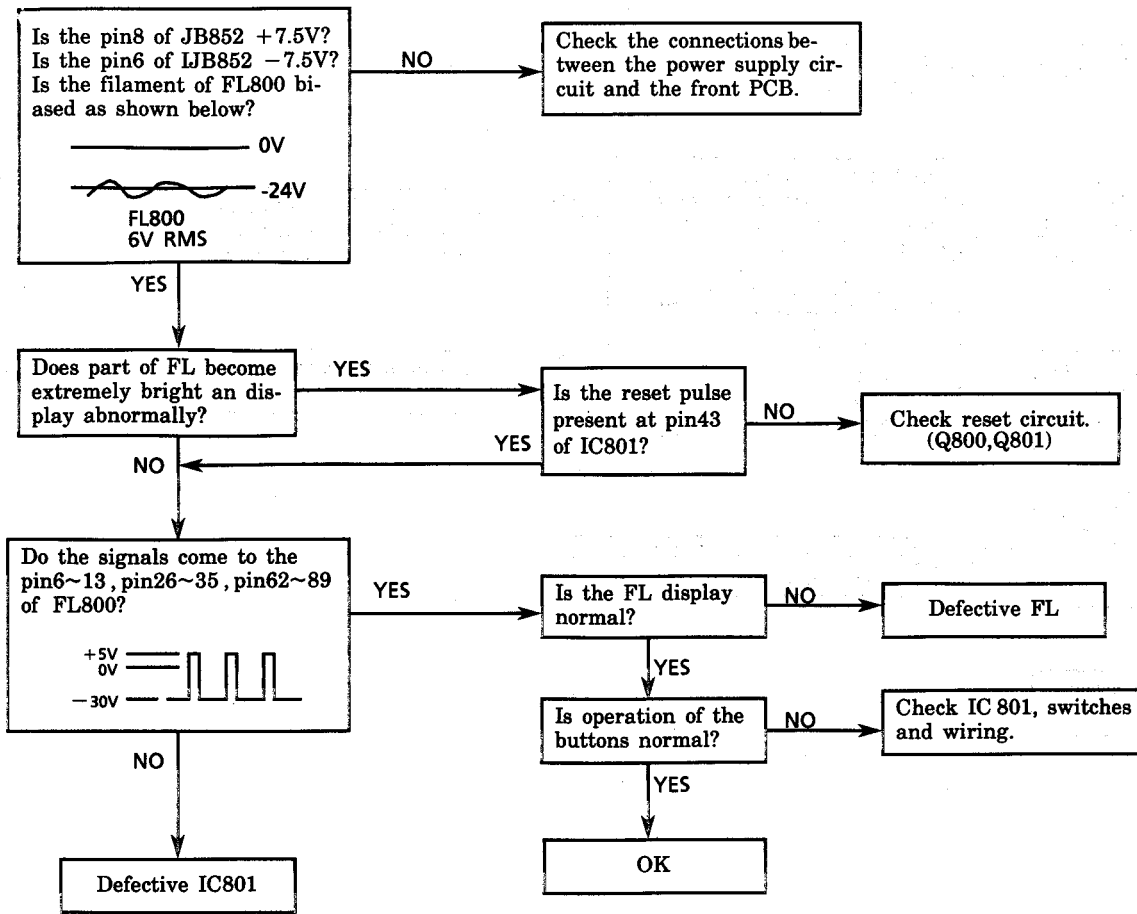 Is the pin8 of JB852 +7.5V?
Is the pin6 of IJB852 −7.5V?
Is the filament of FL800 bi-
ased as shown below?
0V
-24V
FL800
6V RMS
NO
Check the connections be-
tween the power supply cir-
cuit and the front PCB.
YES
Does part of FL become
extremely bright an dis-
play abnormally?
YES
Is the reset pulse
present at pin43
of IC801?
NO
Check reset circuit.
(Q800,Q801)
YES
NO
Do the signals come to the
pin6~13 , pin26~35 , pin62~89
of FL800?
+5V
0V
−30V
YES
Is the FL display
normal?
NO
Defective FL
YES
Is operation of the
buttons normal?
NO
Check IC 801, switches
and wiring.
YES
OK
NO
Defective IC801